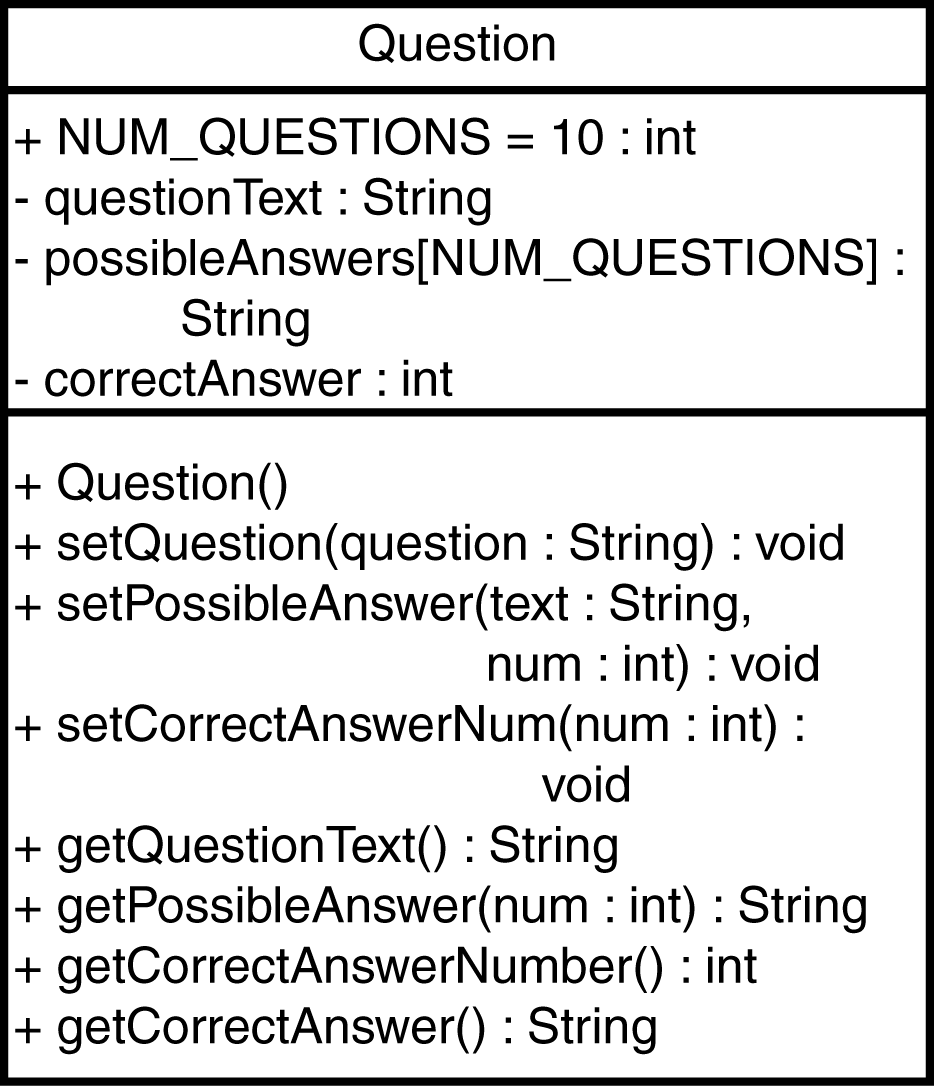 Question
+ NUM_QUESTIONS = 10 : int
- questionText : String
- possibleAnswers[NUM_QUESTIONS] :
String
- correctAnswer : int
+ Question()
+ setQuestion(question : String) : void
+ setPossibleAnswer(text : String,
num : int) : void
+ setCorrectAnswerNum(num : int) :
void
+ getQuestionText() : String
+ getPossibleAnswer(num : int) : String
+ getCorrectAnswerNumber() : int
+ getCorrectAnswer() : String